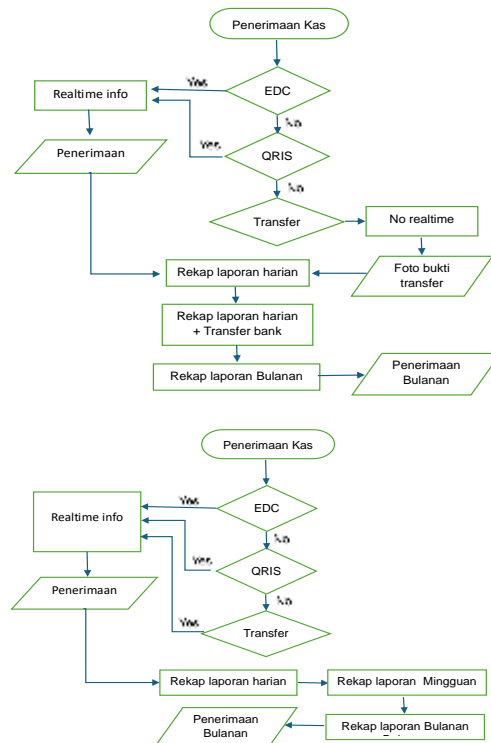 Penerimaan Kas
Yes
EDC
Realtime info
No
Yes
Penerimaan
QRIS
No
Transfer
No realtime
Rekap laporan harian
Foto bukti
transfer
Rekap laporan harian
+ Transfer bank
Rekap laporan Bulanan
Penerimaan
Bulanan
Penerimaan Kas
Yes
EDC
Realtime info
No
Yes
QRIS
Penerimaan
No
Yes
Transfer
Rekap laporan harian
Rekap laporan Mingguan
Penerimaan
Bulanan
Rekap laporan Bulanan